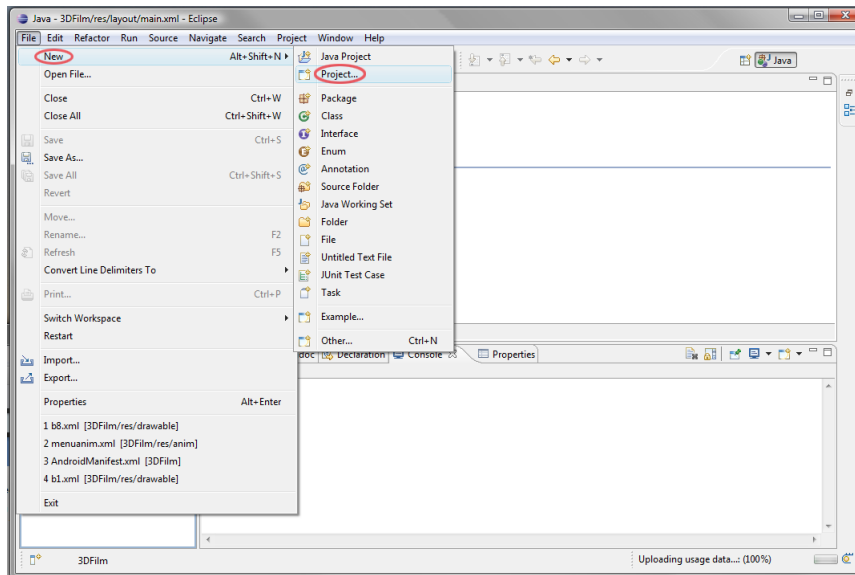 Java - 3DFilm/res/layout/main.xml - Eclipse
File Edit Refactor Run Source Navigate Search Project Window Help
New Alt+Shift+N
Open File...
Close Ctrl+W
Close All Ctrl+Shift+W
Save Ctrl+S
Save As...
Save All Ctrl+Shift+S
Revert
Move...
Rename... F2
Refresh F5
Convert Line Delimiters To
Print... Ctrl+P
Switch Workspace
Restart
Import...
Export...
Properties Alt+Enter
1 b8.xml [3DFilm/res/drawable]
2 menuanim.xml [3DFilm/res/anim]
3 AndroidManifest.xml [3DFilm]
4 b1.xml [3DFilm/res/drawable]
Exit
Java Project
Project...
Package
Class
Interface
Enum
Annotation
Source Folder
Java Working Set
Folder
File
Untitled Text File
JUnit Test Case
Task
Example...
Other... Ctrl+N
Java
doc Declaration Console Properties
3DFilm
Uploading usage data...: (100%)